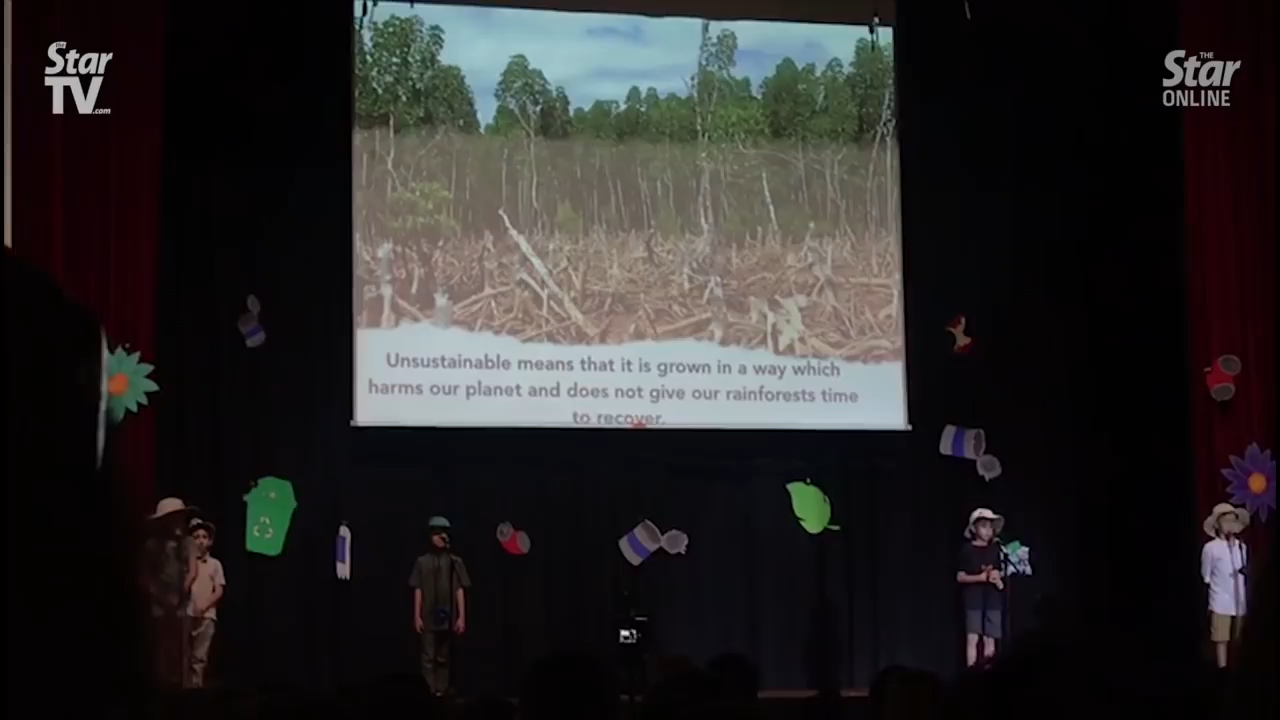 the
Star
TV.com
THE
Star
ONLINE
Unsustainable means that it is grown in a way which
harms our planet and does not give our rainforests time
to recover.